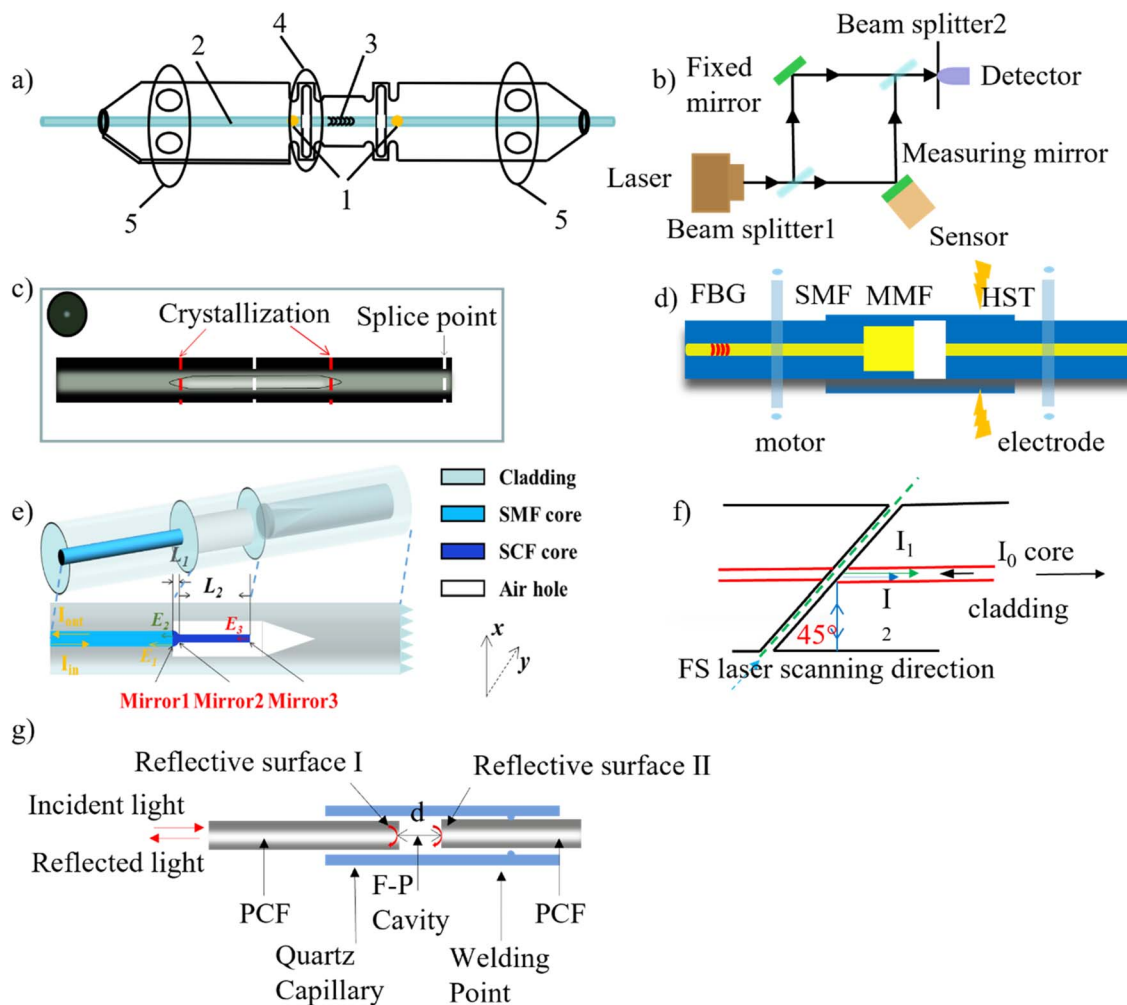 a)
4
2
3
1
5
5
b)
Beam splitter2
Fixed
mirror
Detector
Measuring mirror
Laser
Beam splitter1
Sensor
c)
Crystallization
Splice point
d)
FBG
SMF
MMF
HST
motor
electrode
e)
Cladding
SMF core
SCF core
Air hole
L1
L2
Iout
E2
E3
E1
Iin
x
y
Mirror1 Mirror2 Mirror3
f)
I1
I0 core
I
cladding
2
45°
FS laser scanning direction
g)
Reflective surface I
Reflective surface II
Incident light
d
Reflected light
F-P
Cavity
PCF
PCF
Quartz
Capillary
Welding
Point